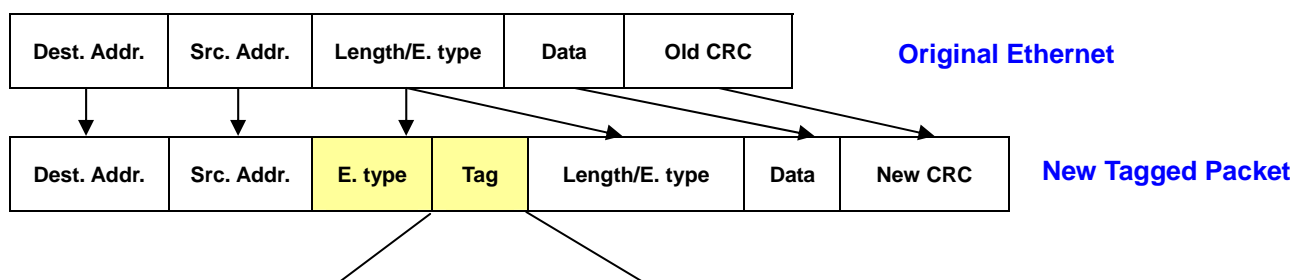 Dest. Addr. Src. Addr. Length/E. type Data Old CRC Original Ethernet
Dest. Addr. Src. Addr. E. type Tag Length/E. type Data New CRC New Tagged Packet